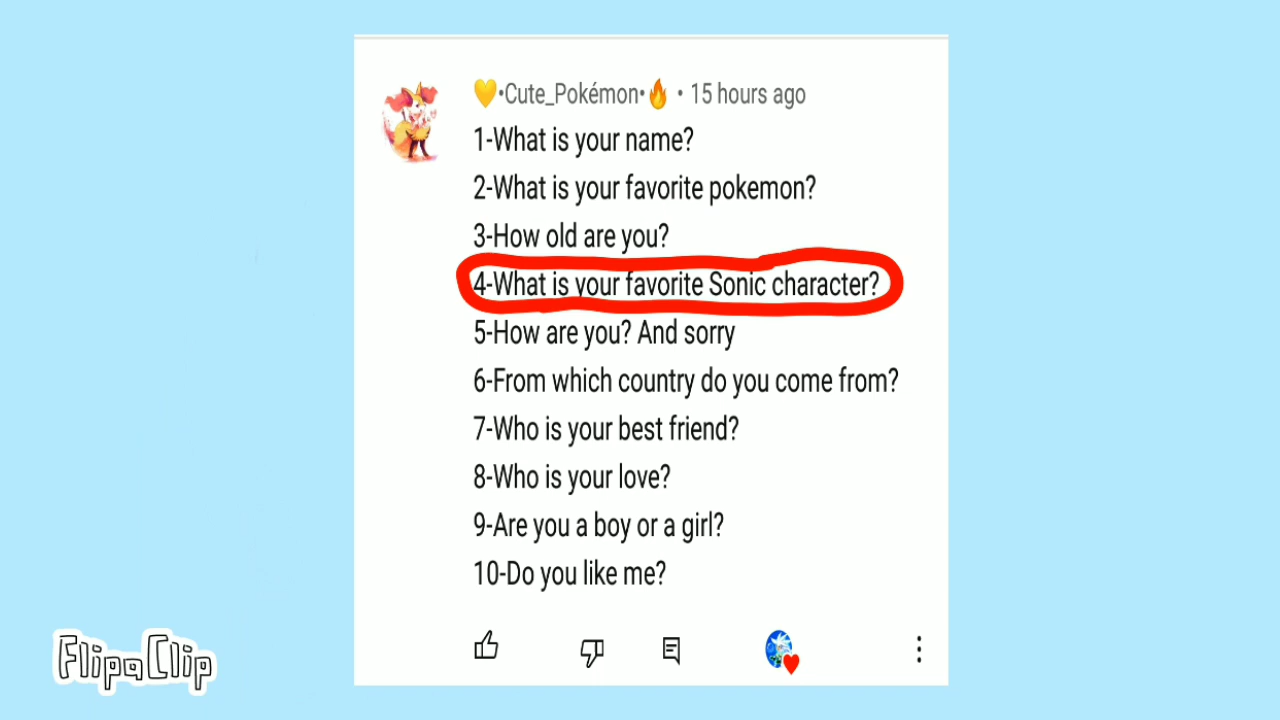 💛•Cute_Pokémon•🔥 • 15 hours ago
1-What is your name?
2-What is your favorite pokemon?
3-How old are you?
4-What is your favorite Sonic character?
5-How are you? And sorry
6-From which country do you come from?
7-Who is your best friend?
8-Who is your love?
9-Are you a boy or a girl?
10-Do you like me?
FlipaClip